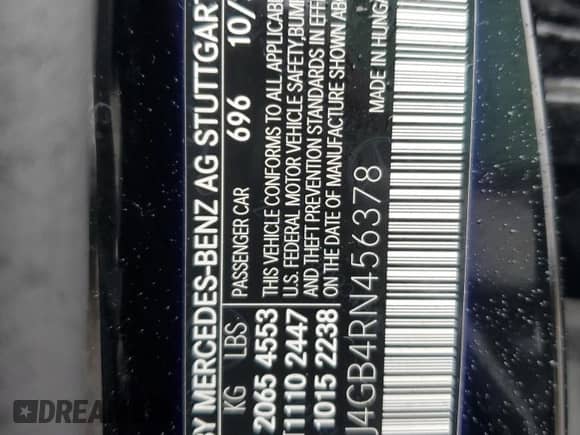 BY MERCEDES-BENZ AG STUTTGART
KG LBS PASSENGER CAR 696 10/
2065 4553 THIS VEHICLE CONFORMS TO ALL APPLICABLE
1110 2447 U.S. FEDERAL MOTOR VEHICLE SAFETY, BUM
1015 2238 AND THEFT PREVENTION STANDARDS IN EFF
ON THE DATE OF MANUFACTURE SHOWN AB
J4GB4RN456378 MADE IN HUNGA
DREAM